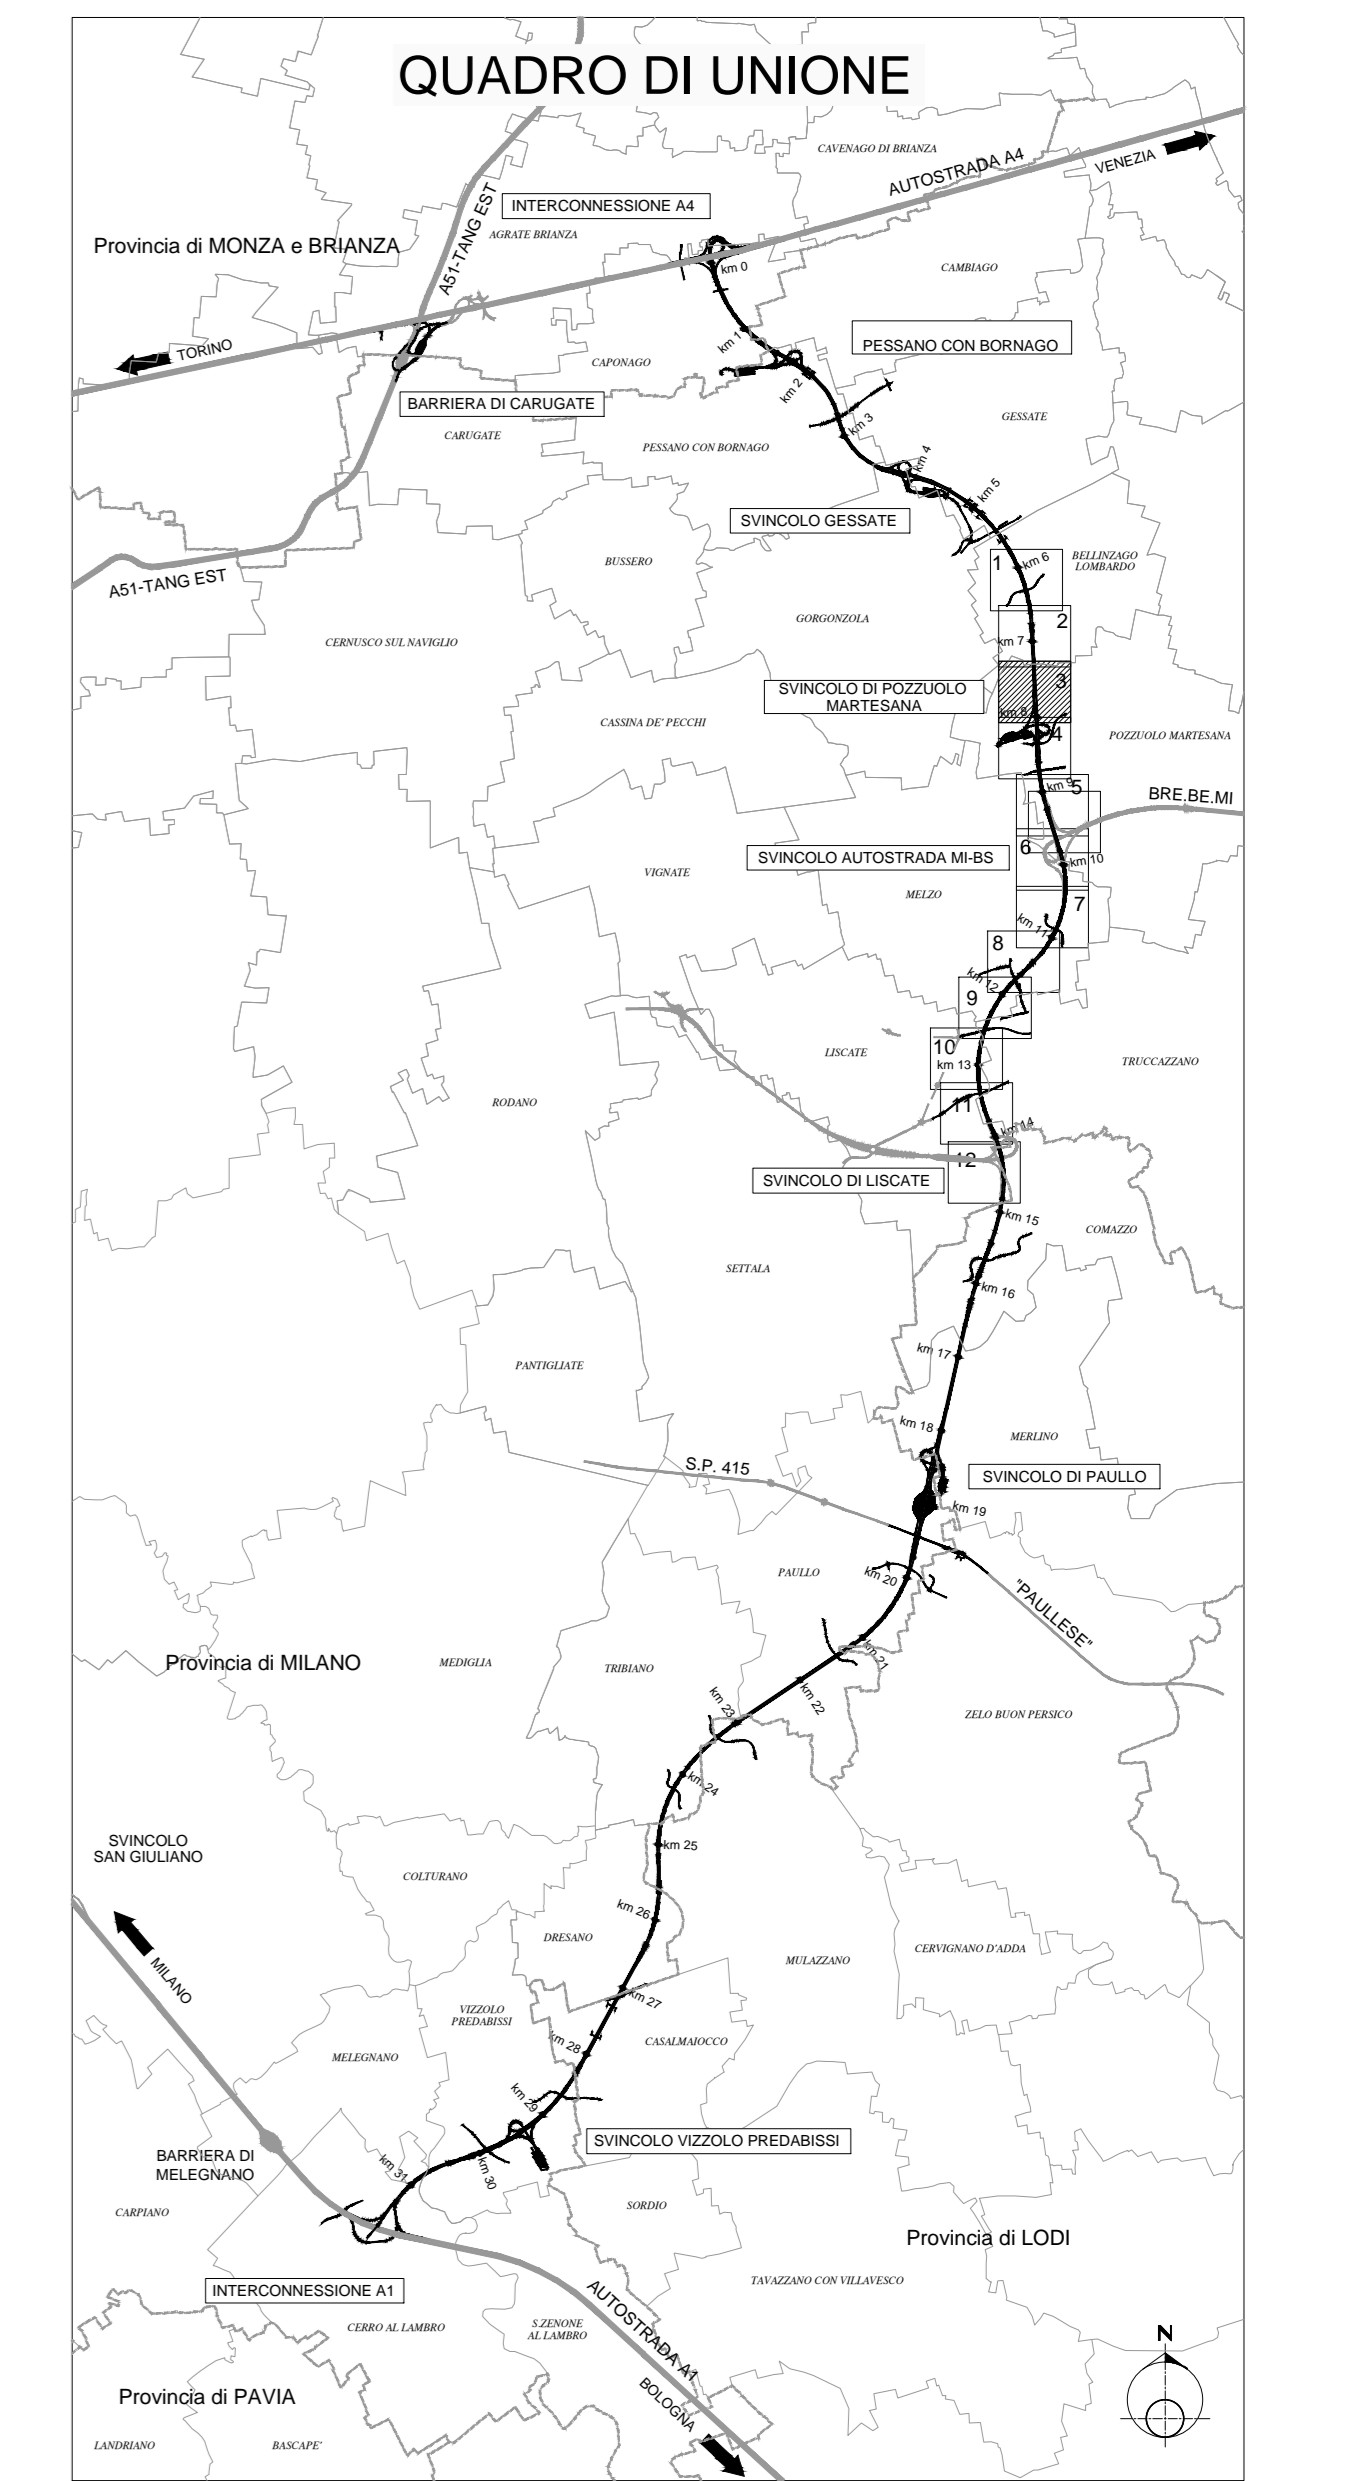 QUADRO DI UNIONE
CAVENAGO DI BRIANZA
AUTOSTRADA A4
VENEZIA
INTERCONNESSIONE A4
A51-TANG EST
AGRATE BRIANZA
Provincia di MONZA e BRIANZA
km 0
CAMBIAGO
PESSANO CON BORNAGO
km 1
TORINO
CAPONAGO
km 2
BARRIERA DI CARUGATE
CARUGATE
km 3
GESSATE
PESSANO CON BORNAGO
km 4
km 5
SVINCOLO GESSATE
BUSSERO
1
km 6
BELLINZAGO
LOMBARDO
A51-TANG EST
GORGONZOLA
2
CERNUSCO SUL NAVIGLIO
km 7
3
SVINCOLO DI POZZUOLO
MARTESANA
km 8
CASSINA DE' PECCHI
4
POZZUOLO MARTESANA
km 9
5
BRE.BE.MI
6
SVINCOLO AUTOSTRADA MI-BS
km 10
VIGNATE
MELZO
7
km 11
8
km 12
9
10
LISCATE
km 13
TRUCCAZZANO
RODANO
11
km 14
12
SVINCOLO DI LISCATE
km 15
COMAZZO
SETTALA
km 16
km 17
PANTIGLIATE
km 18
MERLINO
S.P. 415
SVINCOLO DI PAULLO
km 19
PAULLO
km 20
"PAULLESE"
km 21
Provincia di MILANO
MEDIGLIA
TRIBIANO
km 22
km 23
ZELO BUON PERSICO
km 24
SVINCOLO
SAN GIULIANO
km 25
COLTURANO
km 26
DRESANO
CERVIGNANO D'ADDA
MULAZZANO
MILANO
km 27
VIZZOLO
PREDABISSI
km 28
CASALMAIOCCO
MELEGNANO
km 29
SVINCOLO VIZZOLO PREDABISSI
BARRIERA DI
MELEGNANO
km 31
km 30
CARPIANO
SORDIO
Provincia di LODI
TAVAZZANO CON VILLAVESCO
INTERCONNESSIONE A1
CERRO AL LAMBRO
S.ZENONE
AL LAMBRO
AUTOSTRADA A1
N
Provincia di PAVIA
BOLOGNA
LANDRIANO
BASCAPE'